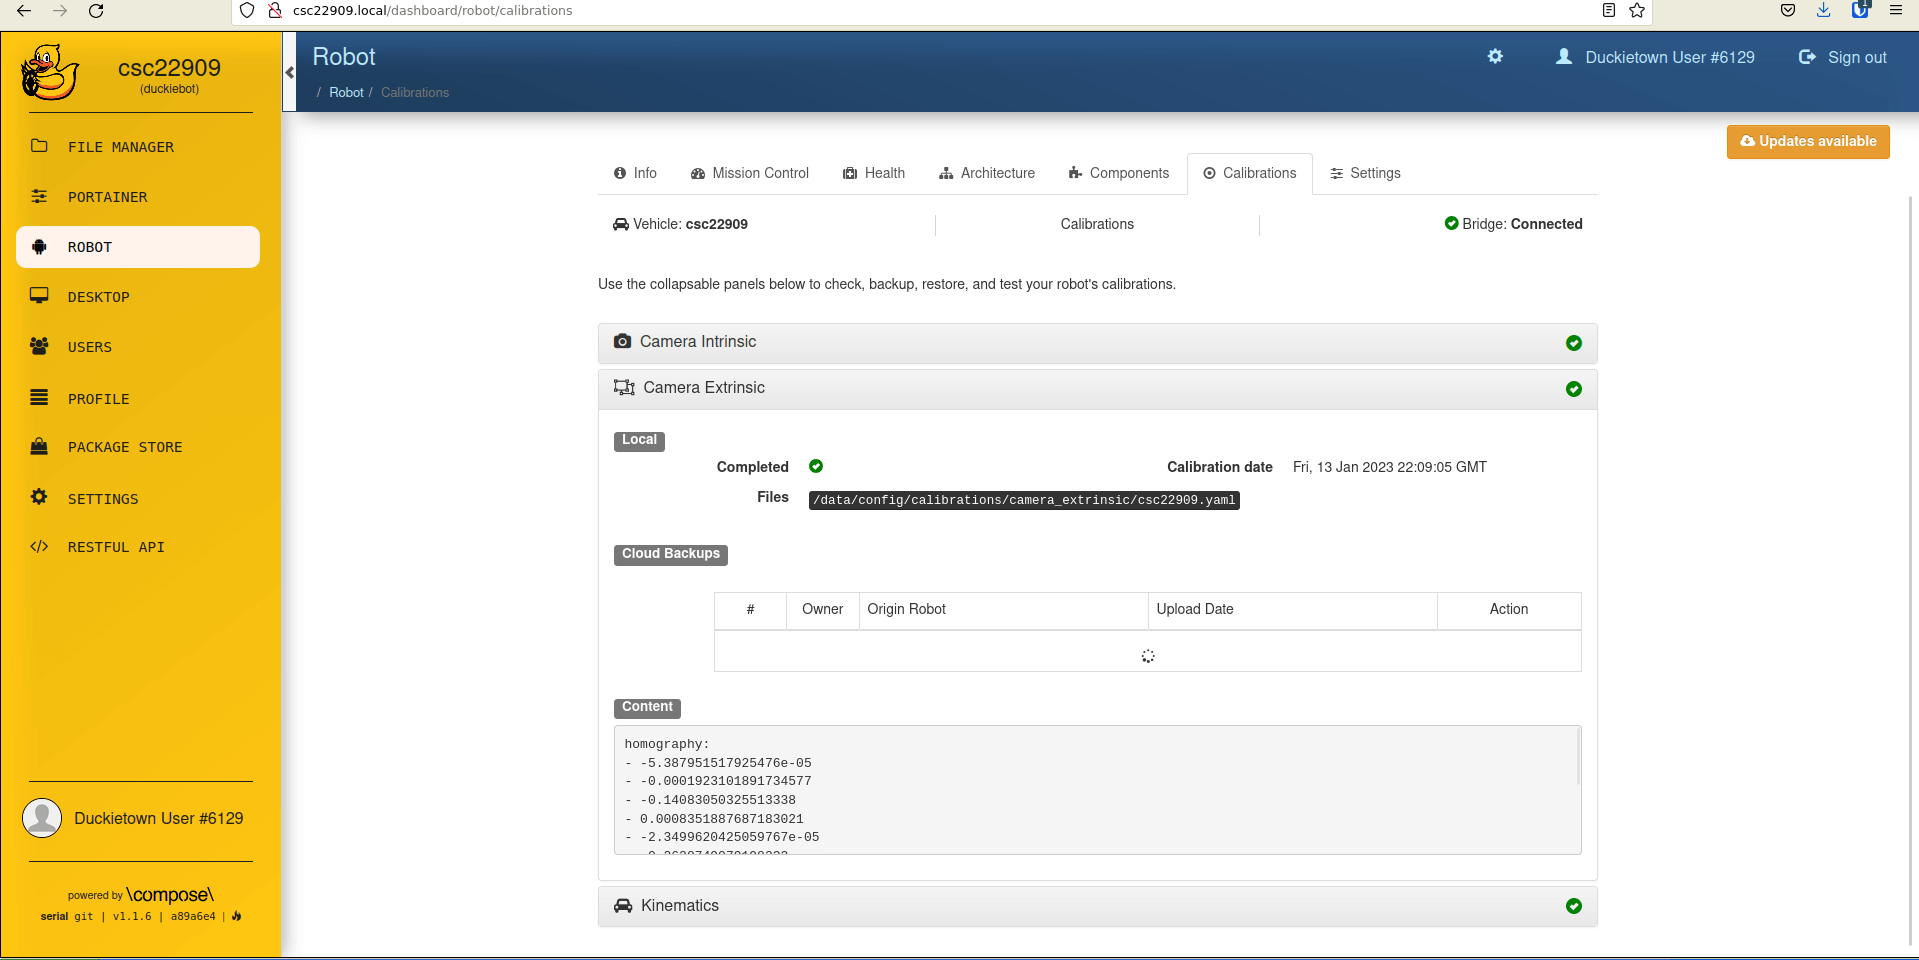 csc22909.local/dashboard/robot/calibrations
1
csc22909
(duckiebot)
FILE MANAGER
PORTAINER
ROBOT
DESKTOP
USERS
PROFILE
PACKAGE STORE
SETTINGS
RESTFUL API
Duckietown User #6129
powered by \compose\
serial git | v1.1.6 | a89a6e4 |
Robot
/ Robot / Calibrations
Duckietown User #6129
Sign out
Updates available
Info Mission Control Health Architecture Components Calibrations Settings
Vehicle: csc22909 Calibrations Bridge: Connected
Use the collapsable panels below to check, backup, restore, and test your robot's calibrations.
Camera Intrinsic
Camera Extrinsic
Local
Completed Calibration date Fri, 13 Jan 2023 22:09:05 GMT
Files /data/config/calibrations/camera_extrinsic/csc22909.yaml
Cloud Backups
# Owner Origin Robot Upload Date Action
Content
homography:
- -5.387951517925476e-05
- -0.0001923101891734577
- -0.14083050325513338
- 0.0008351887687183021
- -2.3499620425059767e-05
Kinematics